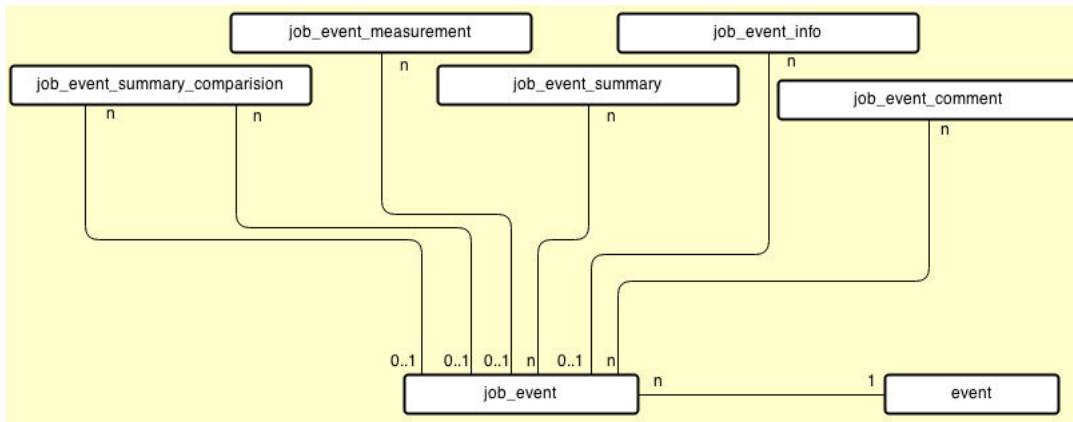 job_event_measurement
job_event_info
n
n
job_event_summary_comparision
job_event_summary
job_event_comment
n
n
n
n
0..1
0..1
0..1
n
0..1
n
job_event
n
1
event